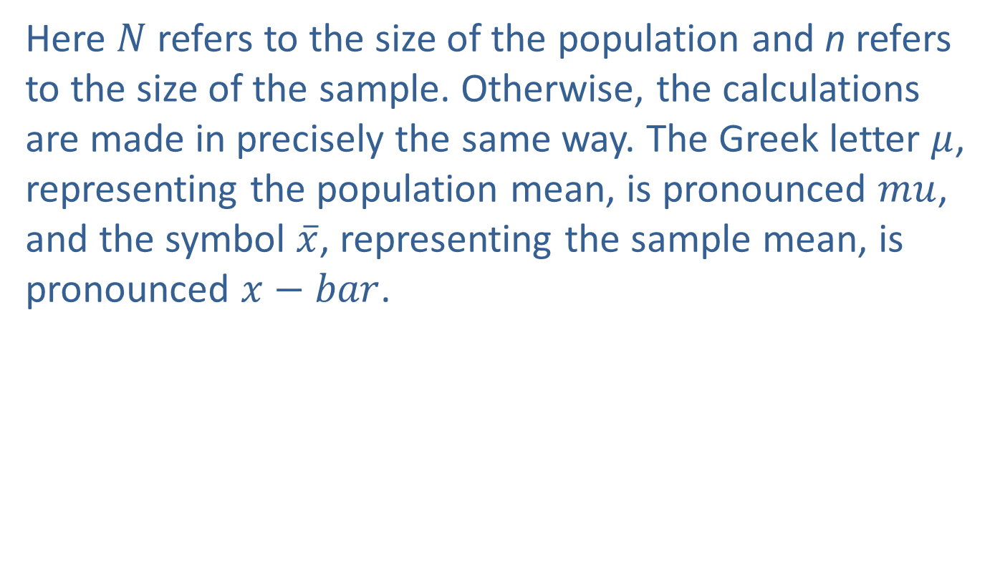 Here 𝑁 refers to the size of the population and n refers
to the size of the sample. Otherwise, the calculations
are made in precisely the same way. The Greek letter 𝜇,
representing the population mean, is pronounced 𝑚𝑢,
and the symbol 𝑥̅, representing the sample mean, is
pronounced 𝑥 − 𝑏𝑎𝑟.